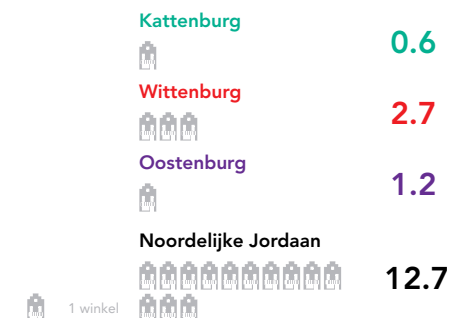 Kattenburg
0.6
Wittenburg
2.7
Oostenburg
1.2
Noordelijke Jordaan
12.7
1 winkel